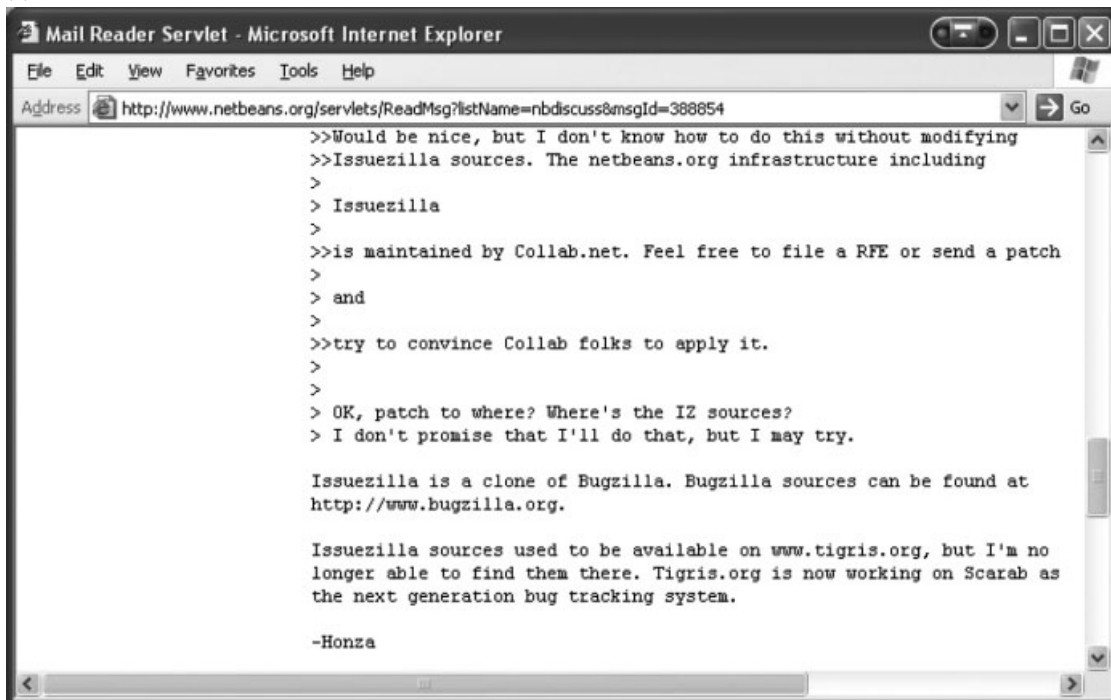 Mail Reader Servlet - Microsoft Internet Explorer
File Edit View Favorites Tools Help
Address http://www.netbeans.org/servlets/ReadMsg?listName=nbdiscuss&msgId=388854 Go
>>Would be nice, but I don't know how to do this without modifying
>>Issuezilla sources. The netbeans.org infrastructure including
>
> Issuezilla
>
>>is maintained by Collab.net. Feel free to file a RFE or send a patch
>
> and
>
>>try to convince Collab folks to apply it.
>
>
> OK, patch to where? Where's the IZ sources?
> I don't promise that I'll do that, but I may try.
Issuezilla is a clone of Bugzilla. Bugzilla sources can be found at
http://www.bugzilla.org.
Issuezilla sources used to be available on www.tigris.org, but I'm no
longer able to find them there. Tigris.org is now working on Scarab as
the next generation bug tracking system.
-Honza